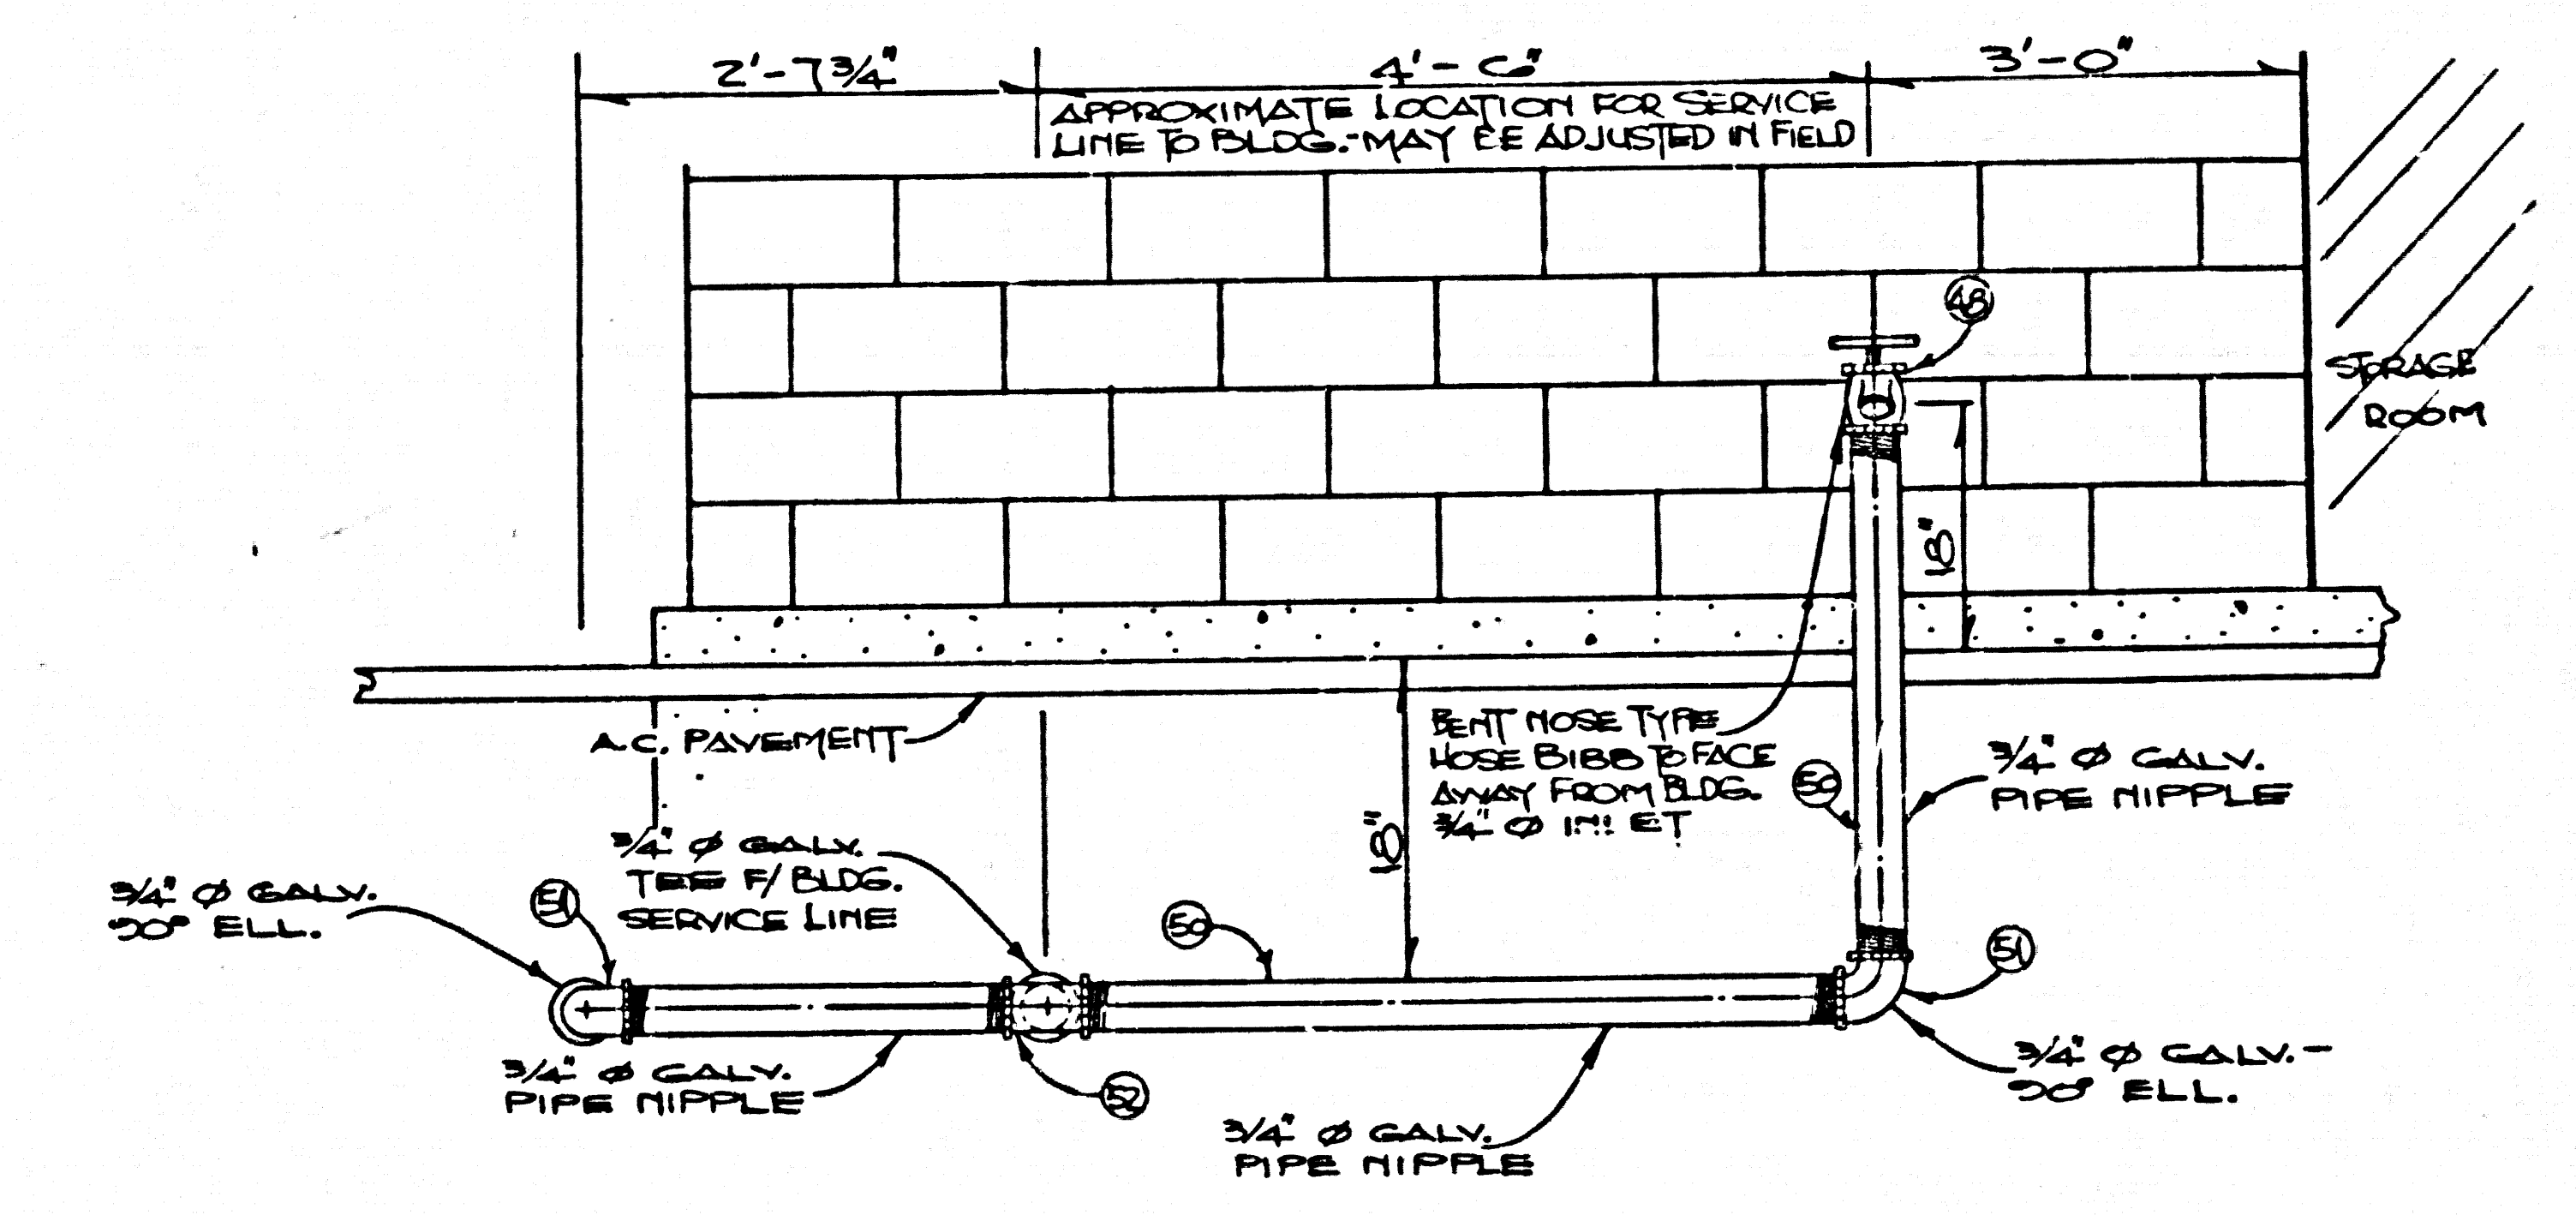 2'-7 3/4"
4'-6"
3'-0"
APPROXIMATE LOCATION FOR SERVICE
LINE TO BLDG.-MAY BE ADJUSTED IN FIELD
48
STORAGE
ROOM
18"
A.C. PAVEMENT
BENT NOSE TYPE
HOSE BIBB TO FACE
AWAY FROM BLDG.
3/4" Ø INLET
50
3/4" Ø GALV.
PIPE NIPPLE
18"
3/4" Ø GALV.
TEE F/ BLDG.
SERVICE LINE
3/4" Ø GALV.
90° ELL.
51
50
51
3/4" Ø GALV.
PIPE NIPPLE
52
3/4" Ø GALV.-
90° ELL.
3/4" Ø GALV.
PIPE NIPPLE